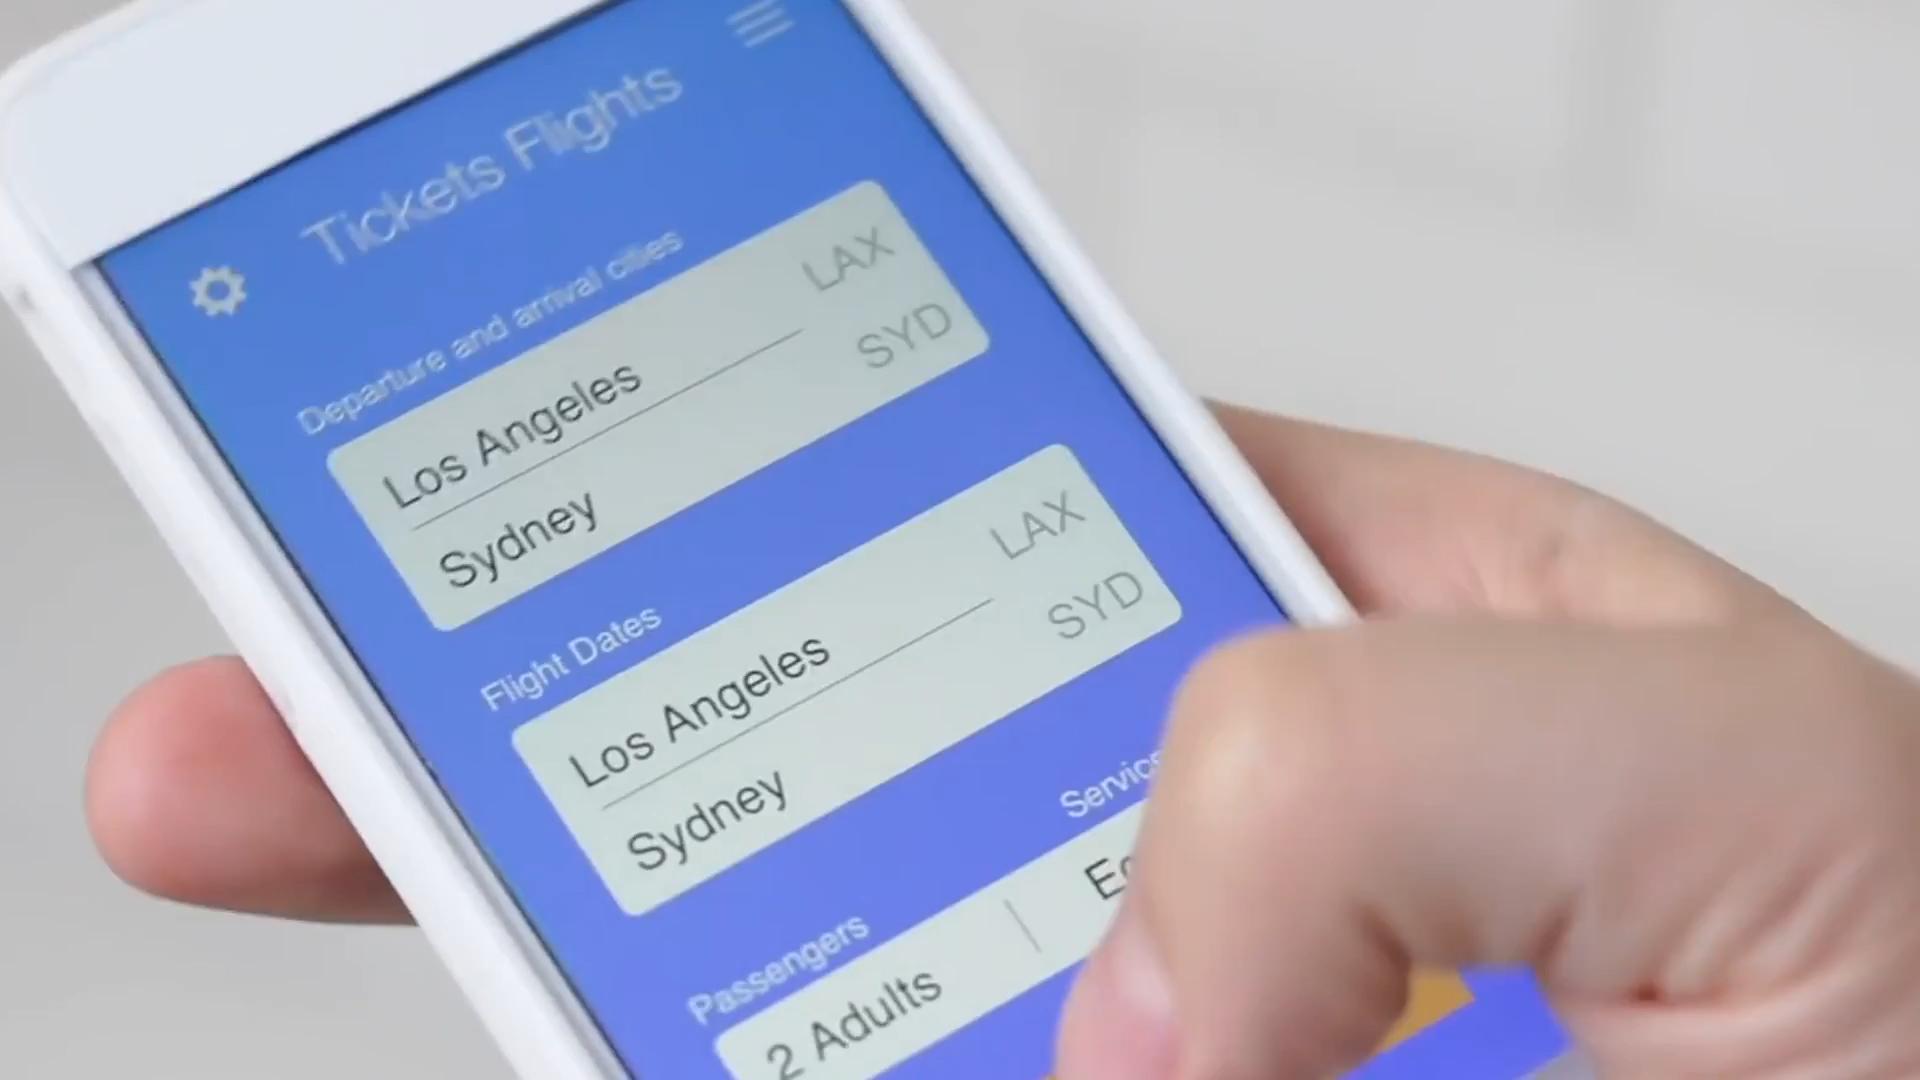 Tickets Flights
Departure and arrival cities
Los Angeles LAX
Sydney SYD
Flight Dates
Los Angeles LAX
Sydney SYD
Passengers
2 Adults